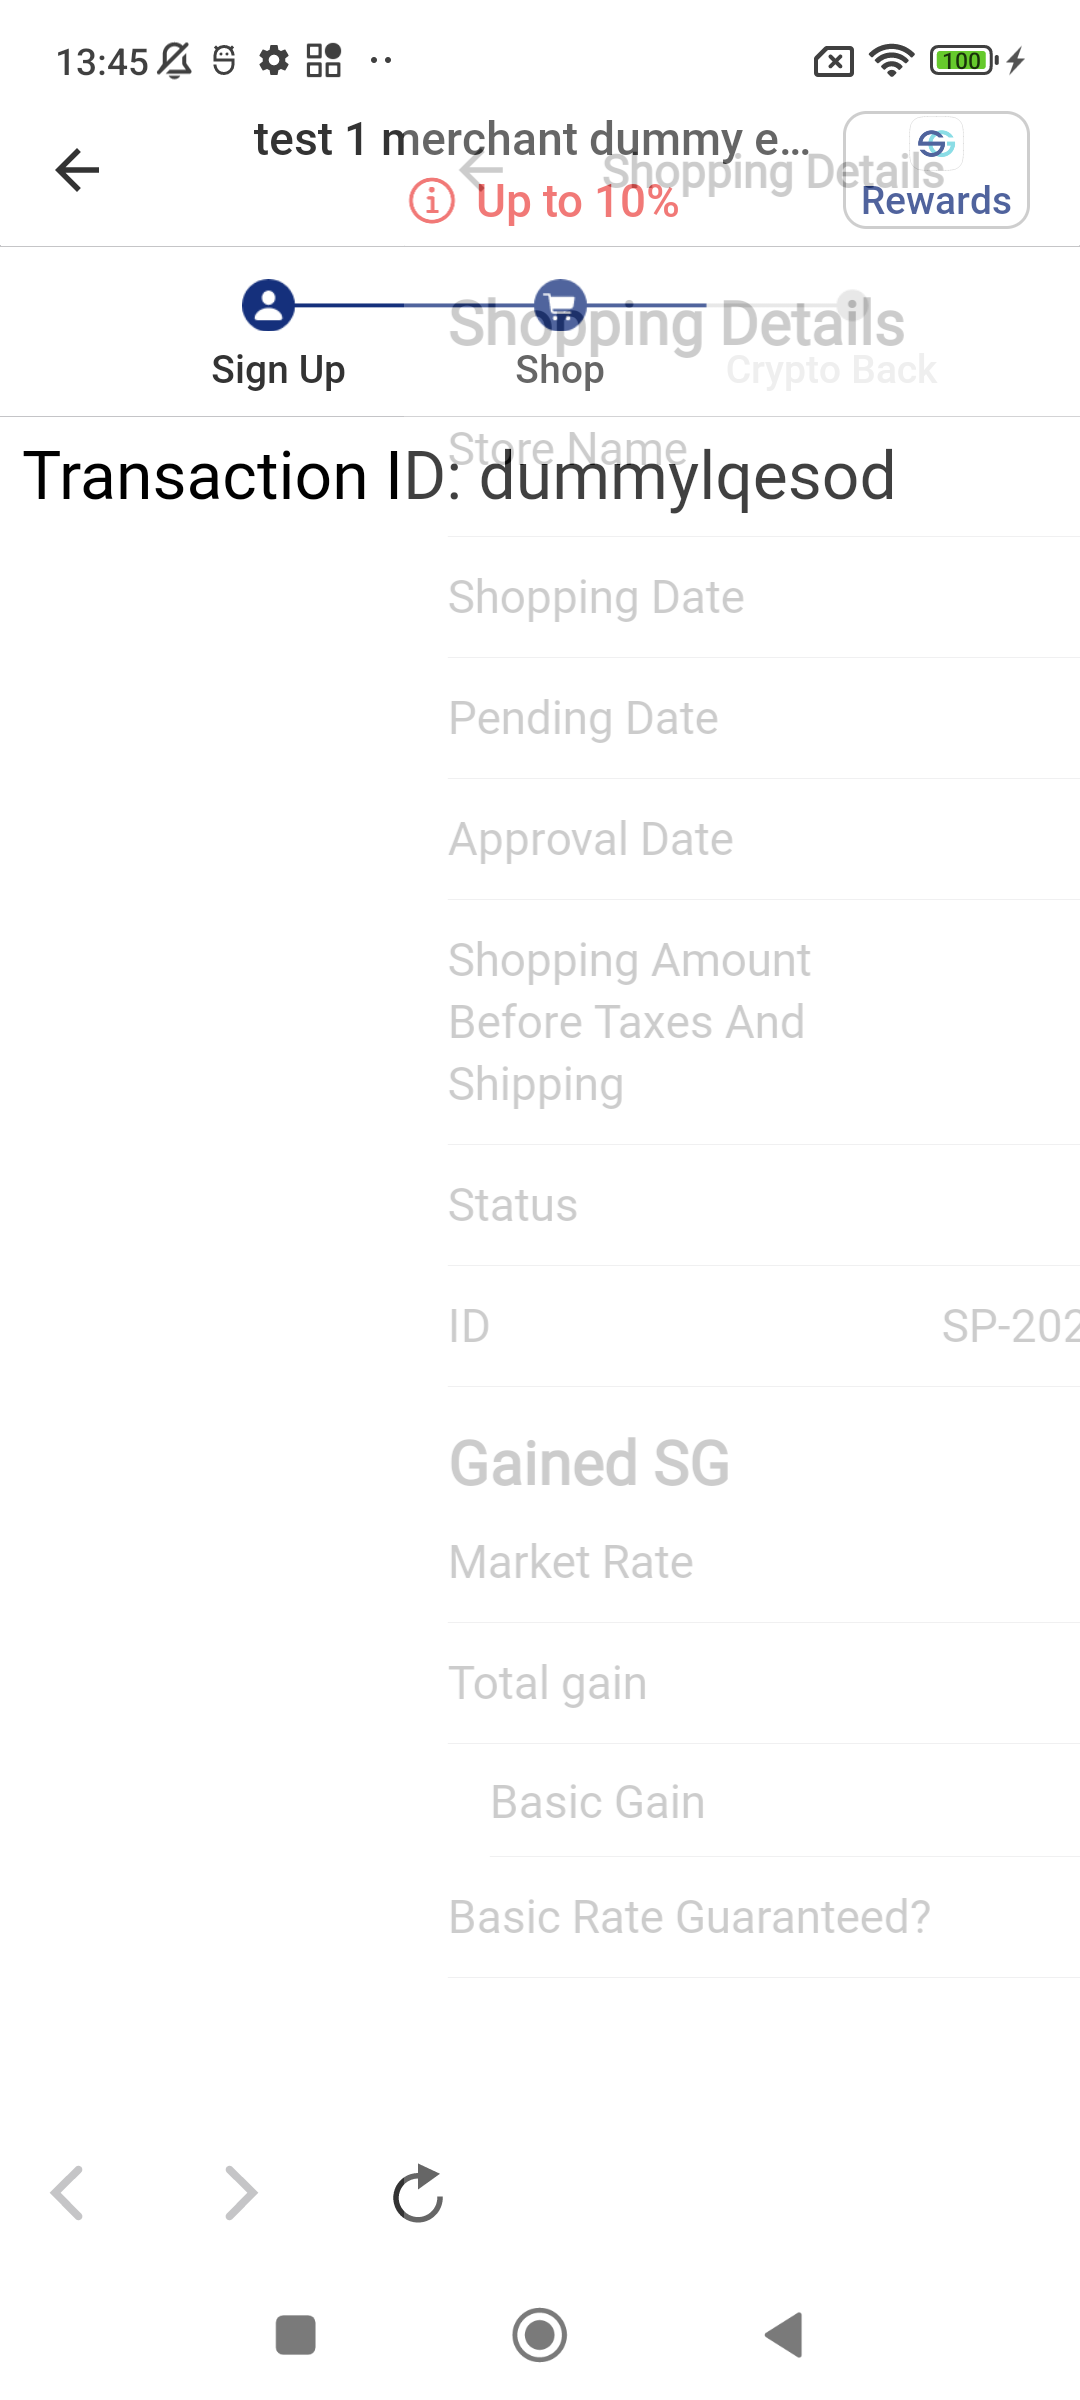 13:45
100
test 1 merchant dummy e...
Shopping Details
Up to 10%
Rewards
Sign Up
Shop
Crypto Back
Shopping Details
Store Name
Transaction ID: dummylqesod
Shopping Date
Pending Date
Approval Date
Shopping Amount
Before Taxes And
Shipping
Status
ID SP-202
Gained SG
Market Rate
Total gain
Basic Gain
Basic Rate Guaranteed?